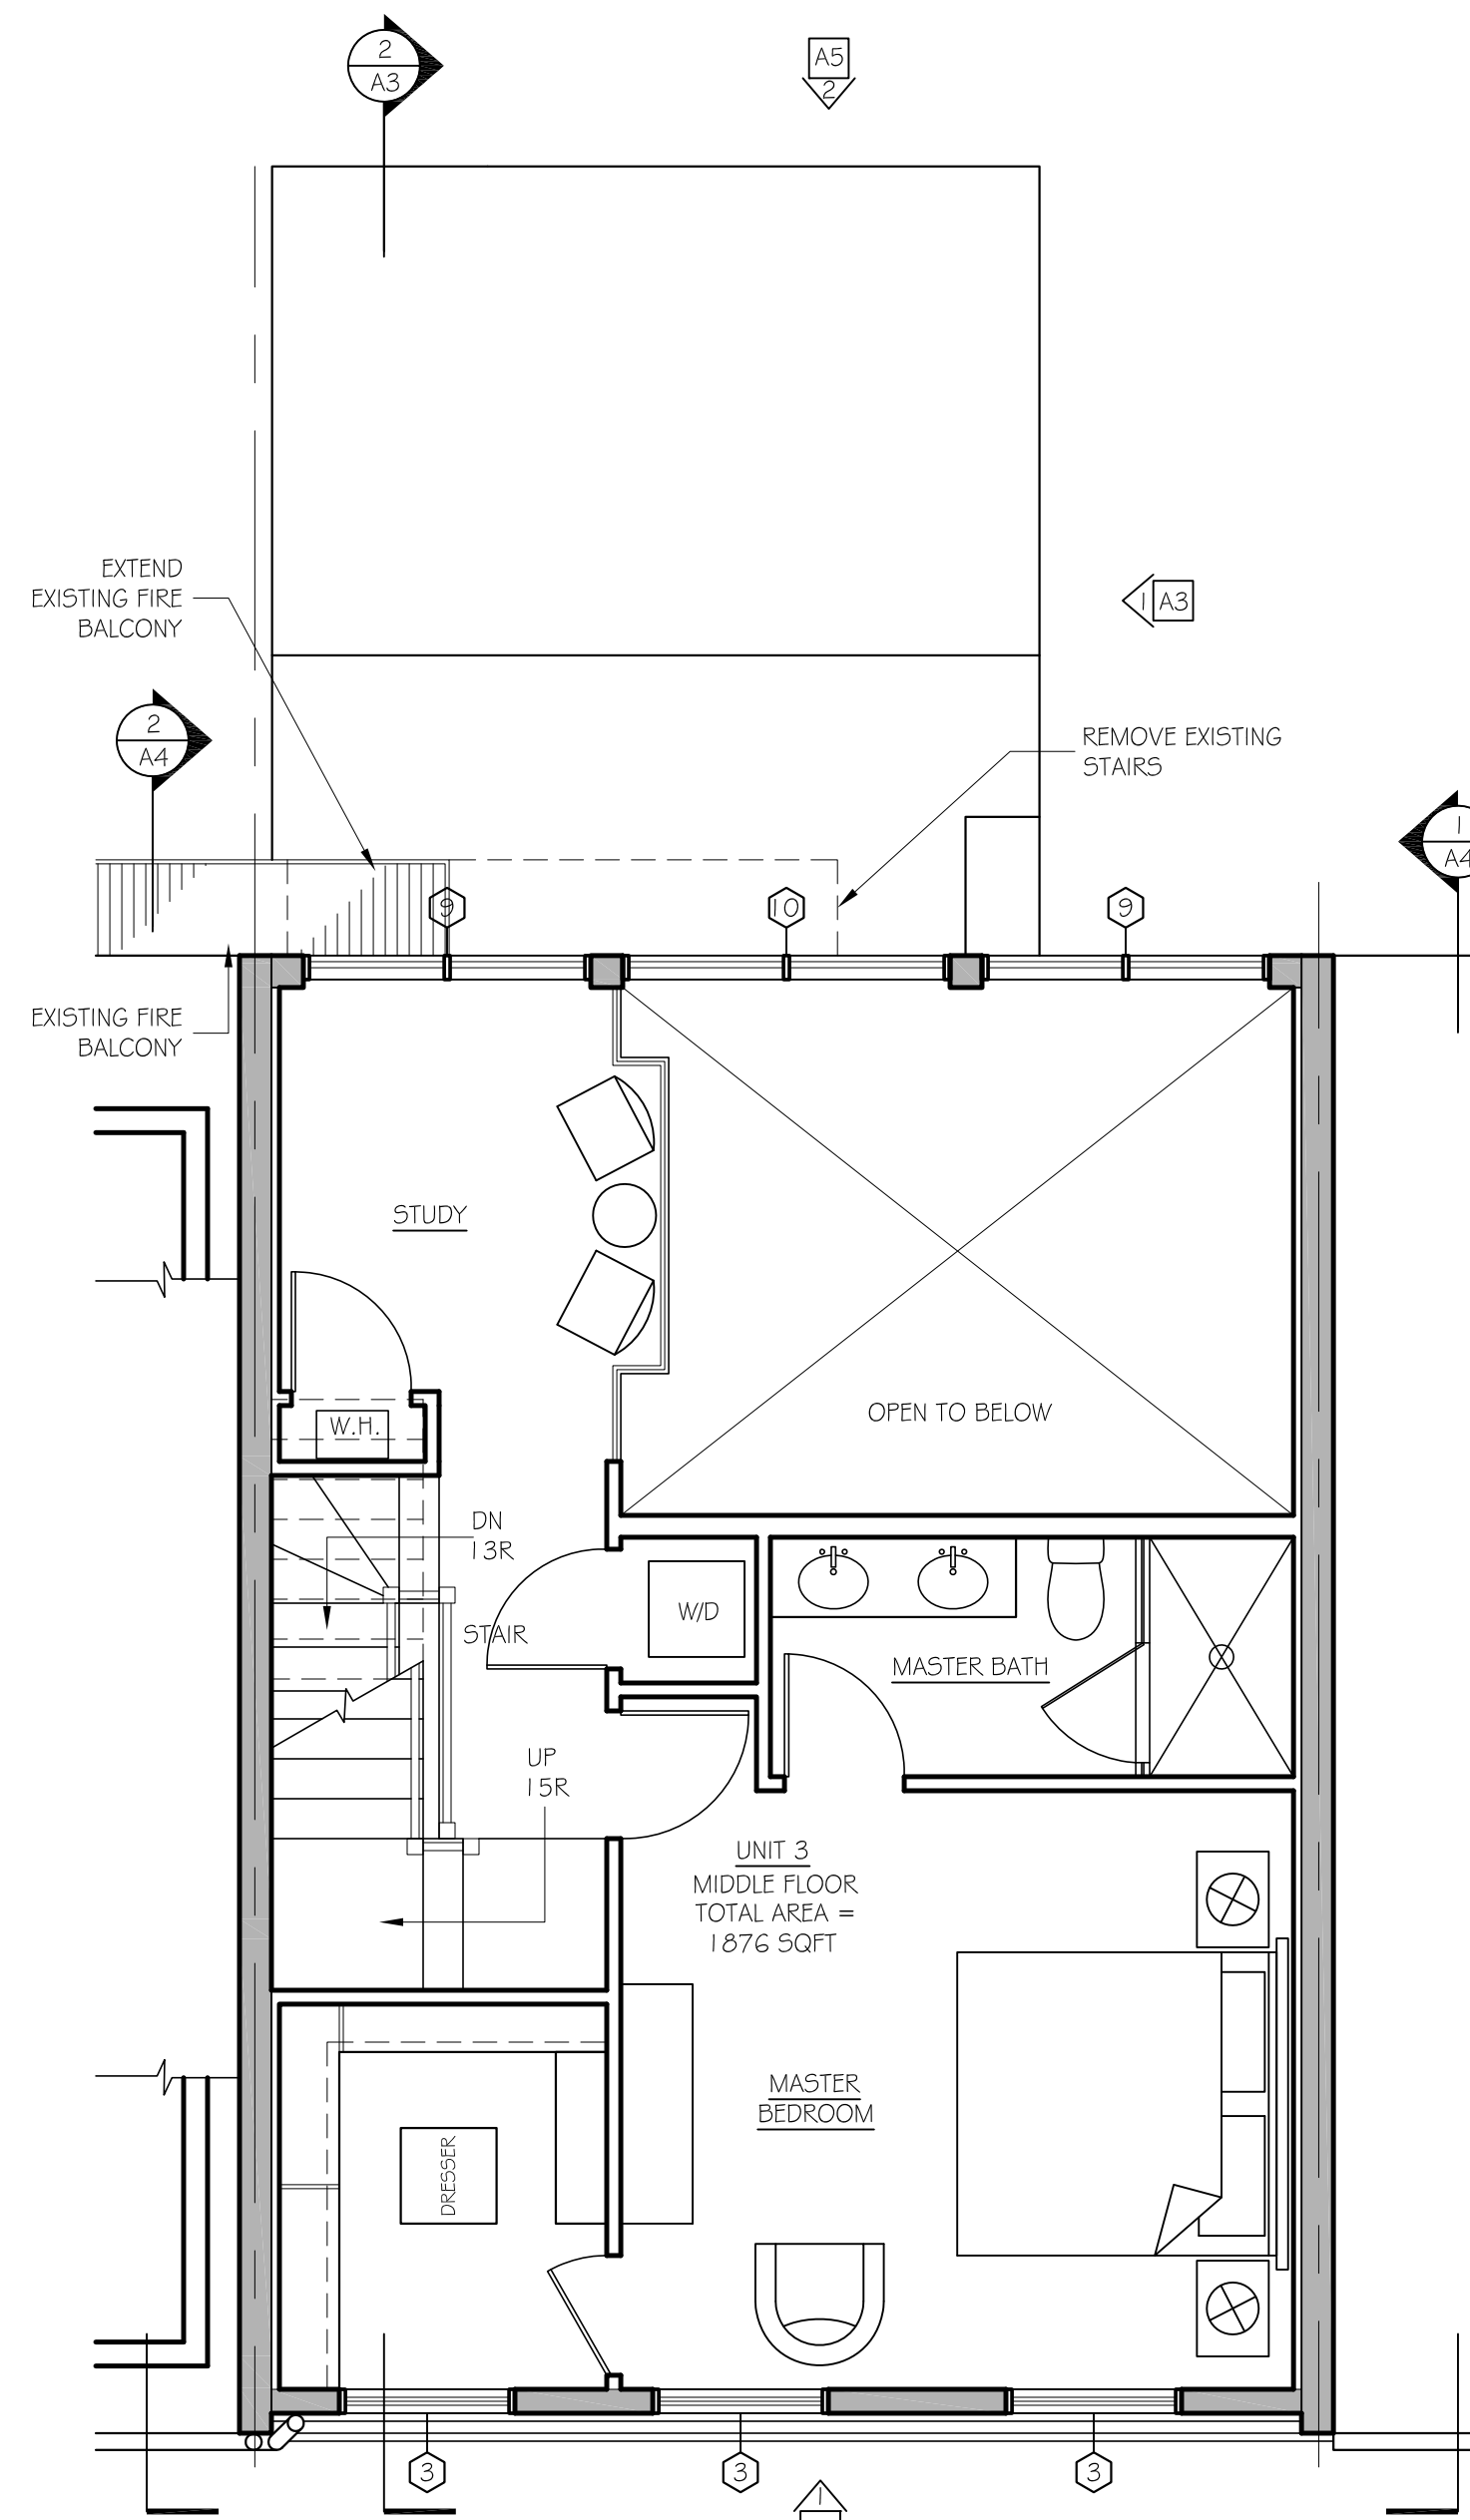 2
A3
A5
2
EXTEND
EXISTING FIRE
BALCONY
1 A3
2
A4
REMOVE EXISTING
STAIRS
1
A4
9
10
9
EXISTING FIRE
BALCONY
STUDY
W.H.
OPEN TO BELOW
DN
13R
STAIR
W/D
MASTER BATH
UP
15R
UNIT 3
MIDDLE FLOOR
TOTAL AREA =
1876 SQFT
MASTER
BEDROOM
DRESSER
3
3
3
1